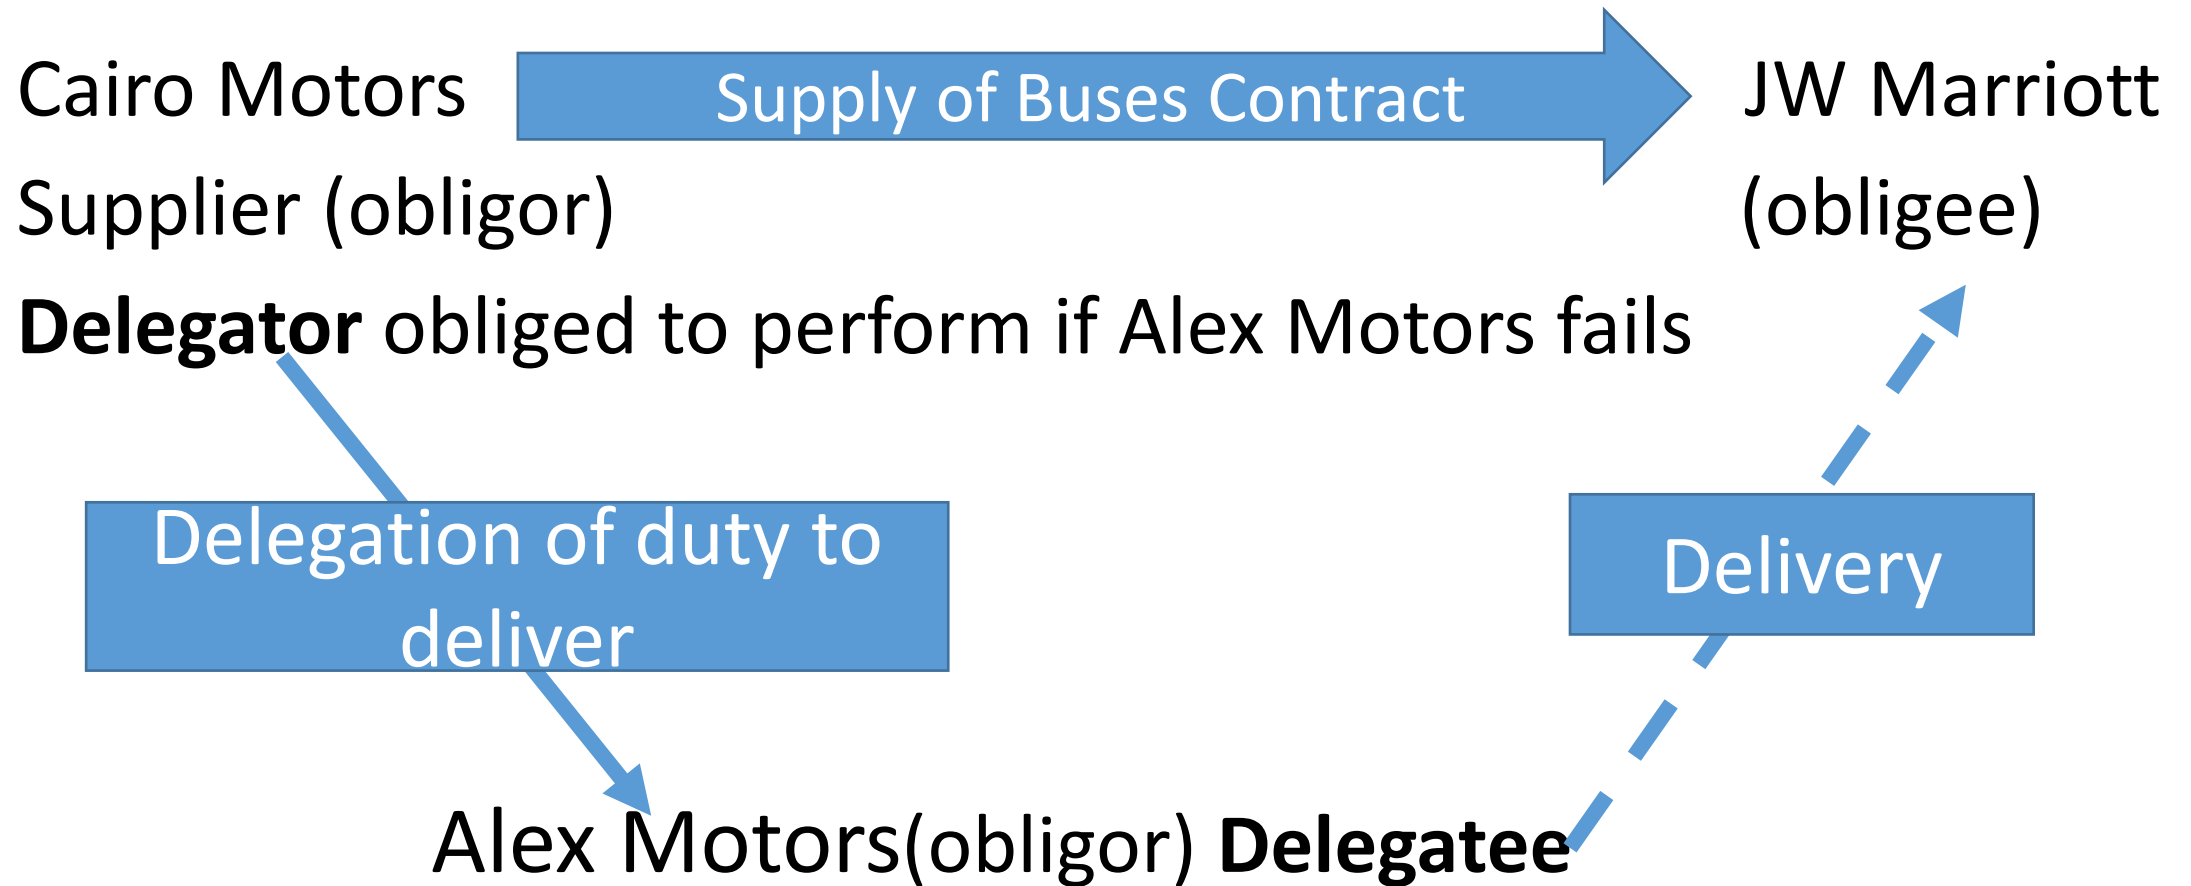 Cairo Motors
Supply of Buses Contract
JW Marriott
Supplier (obligor)
(obligee)
Delegator obliged to perform if Alex Motors fails
Delegation of duty to
deliver
Delivery
Alex Motors(obligor) Delegatee